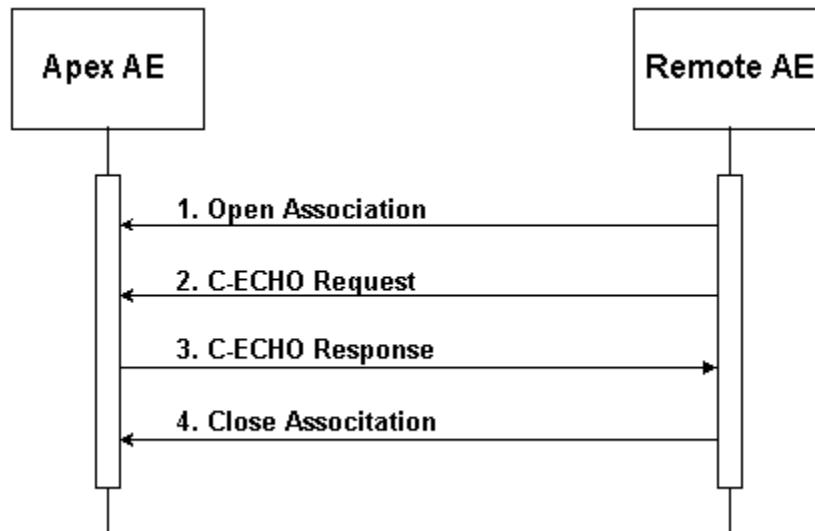 Apex AE
Remote AE
1. Open Association
2. C-ECHO Request
3. C-ECHO Response
4. Close Associtation